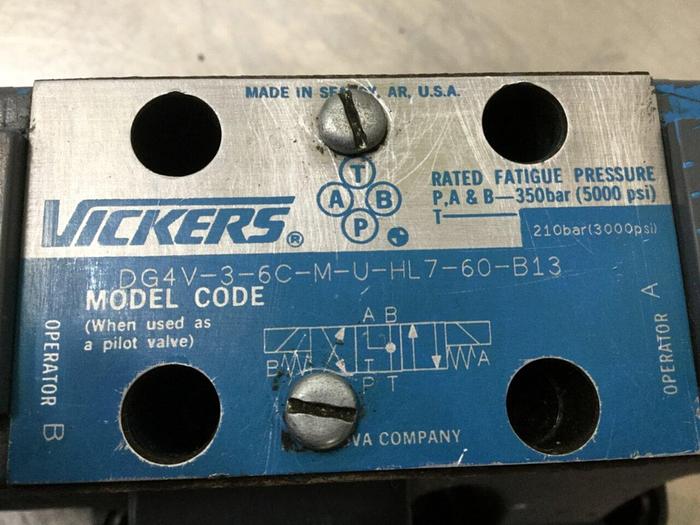 MADE IN , AR, U.S.A.
T
A B
P
VICKERS®
RATED FATIGUE PRESSURE
P,A & B—350bar (5000 psi)
T
210bar(3000psi)
DG4V-3-6C-M-U-HL7-60-B13
MODEL CODE
(When used as
a pilot valve)
A B
B A
P T
OPERATOR B
OPERATOR A
COMPANY